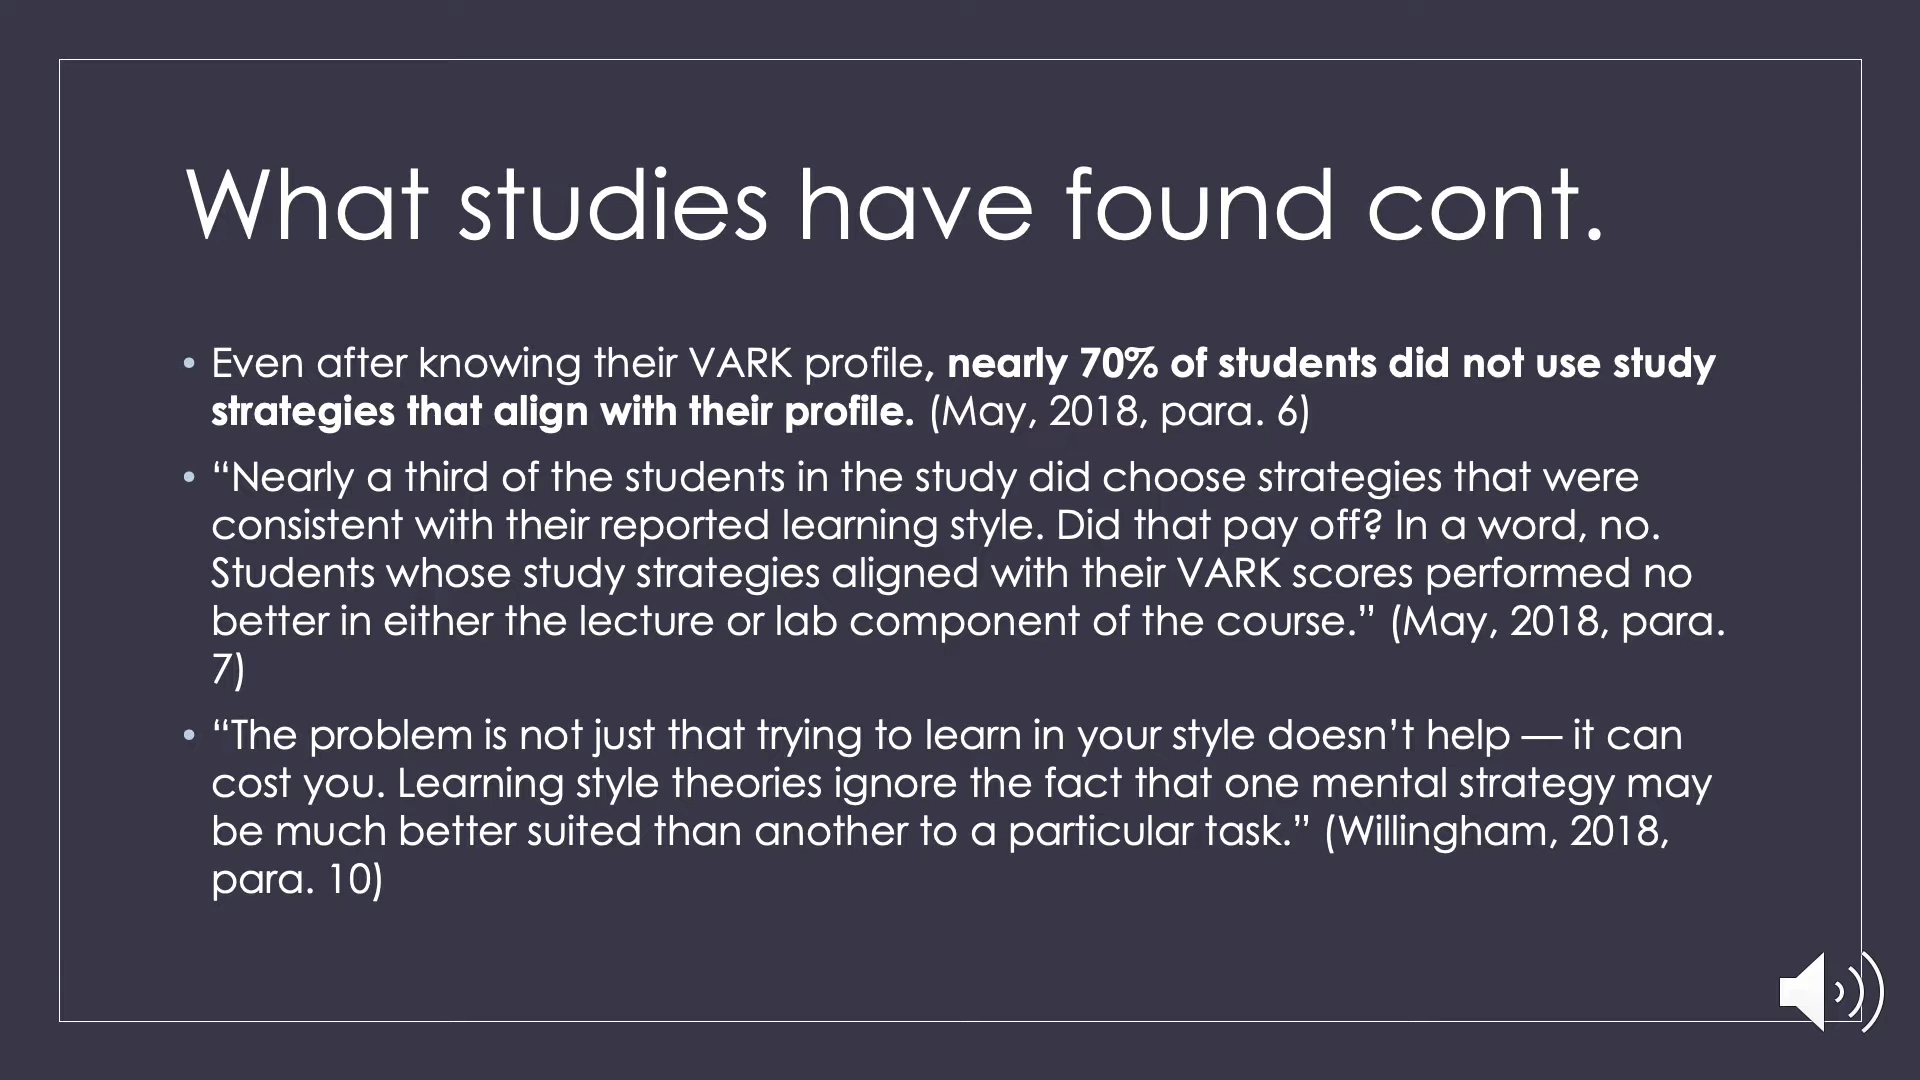 What studies have found cont.
• Even after knowing their VARK profile, nearly 70% of students did not use study
strategies that align with their profile. (May, 2018, para. 6)
• “Nearly a third of the students in the study did choose strategies that were
consistent with their reported learning style. Did that pay off? In a word, no.
Students whose study strategies aligned with their VARK scores performed no
better in either the lecture or lab component of the course.” (May, 2018, para.
7)
• “The problem is not just that trying to learn in your style doesn’t help — it can
cost you. Learning style theories ignore the fact that one mental strategy may
be much better suited than another to a particular task.” (Willingham, 2018,
para. 10)